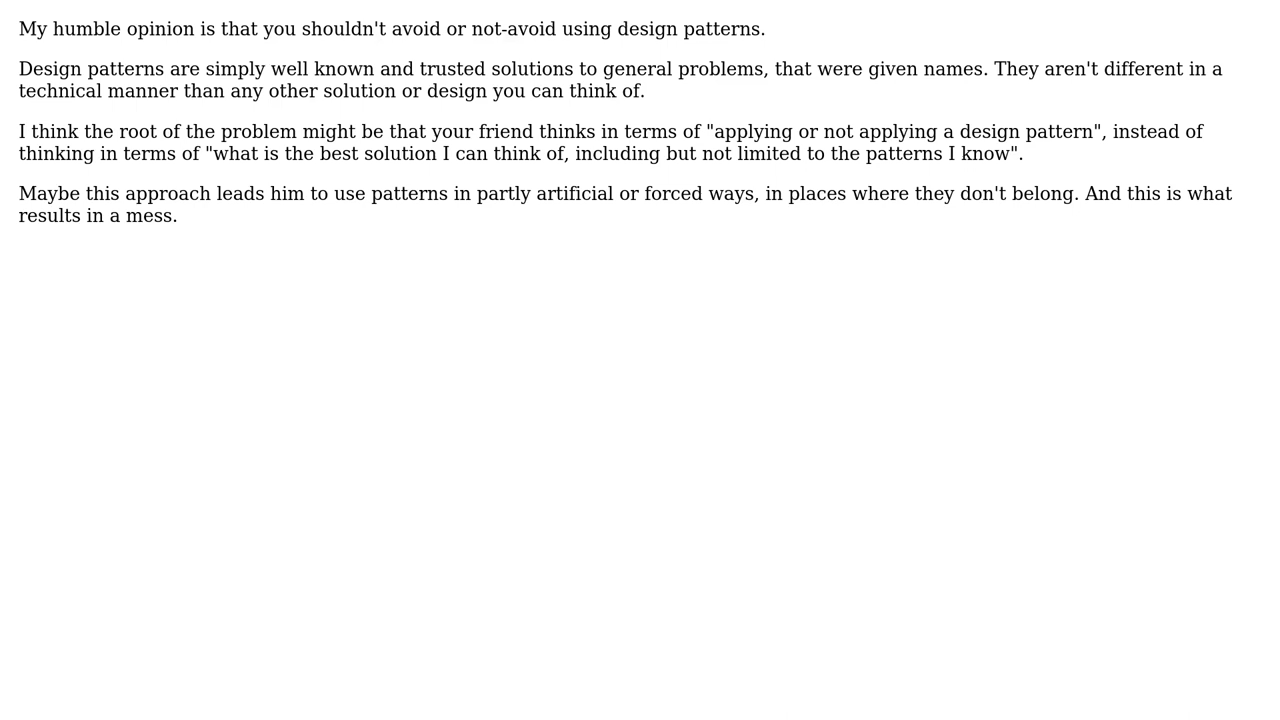 My humble opinion is that you shouldn't avoid or not-avoid using design patterns.
Design patterns are simply well known and trusted solutions to general problems, that were given names. They aren't different in a
technical manner than any other solution or design you can think of.
I think the root of the problem might be that your friend thinks in terms of "applying or not applying a design pattern", instead of
thinking in terms of "what is the best solution I can think of, including but not limited to the patterns I know".
Maybe this approach leads him to use patterns in partly artificial or forced ways, in places where they don't belong. And this is what
results in a mess.